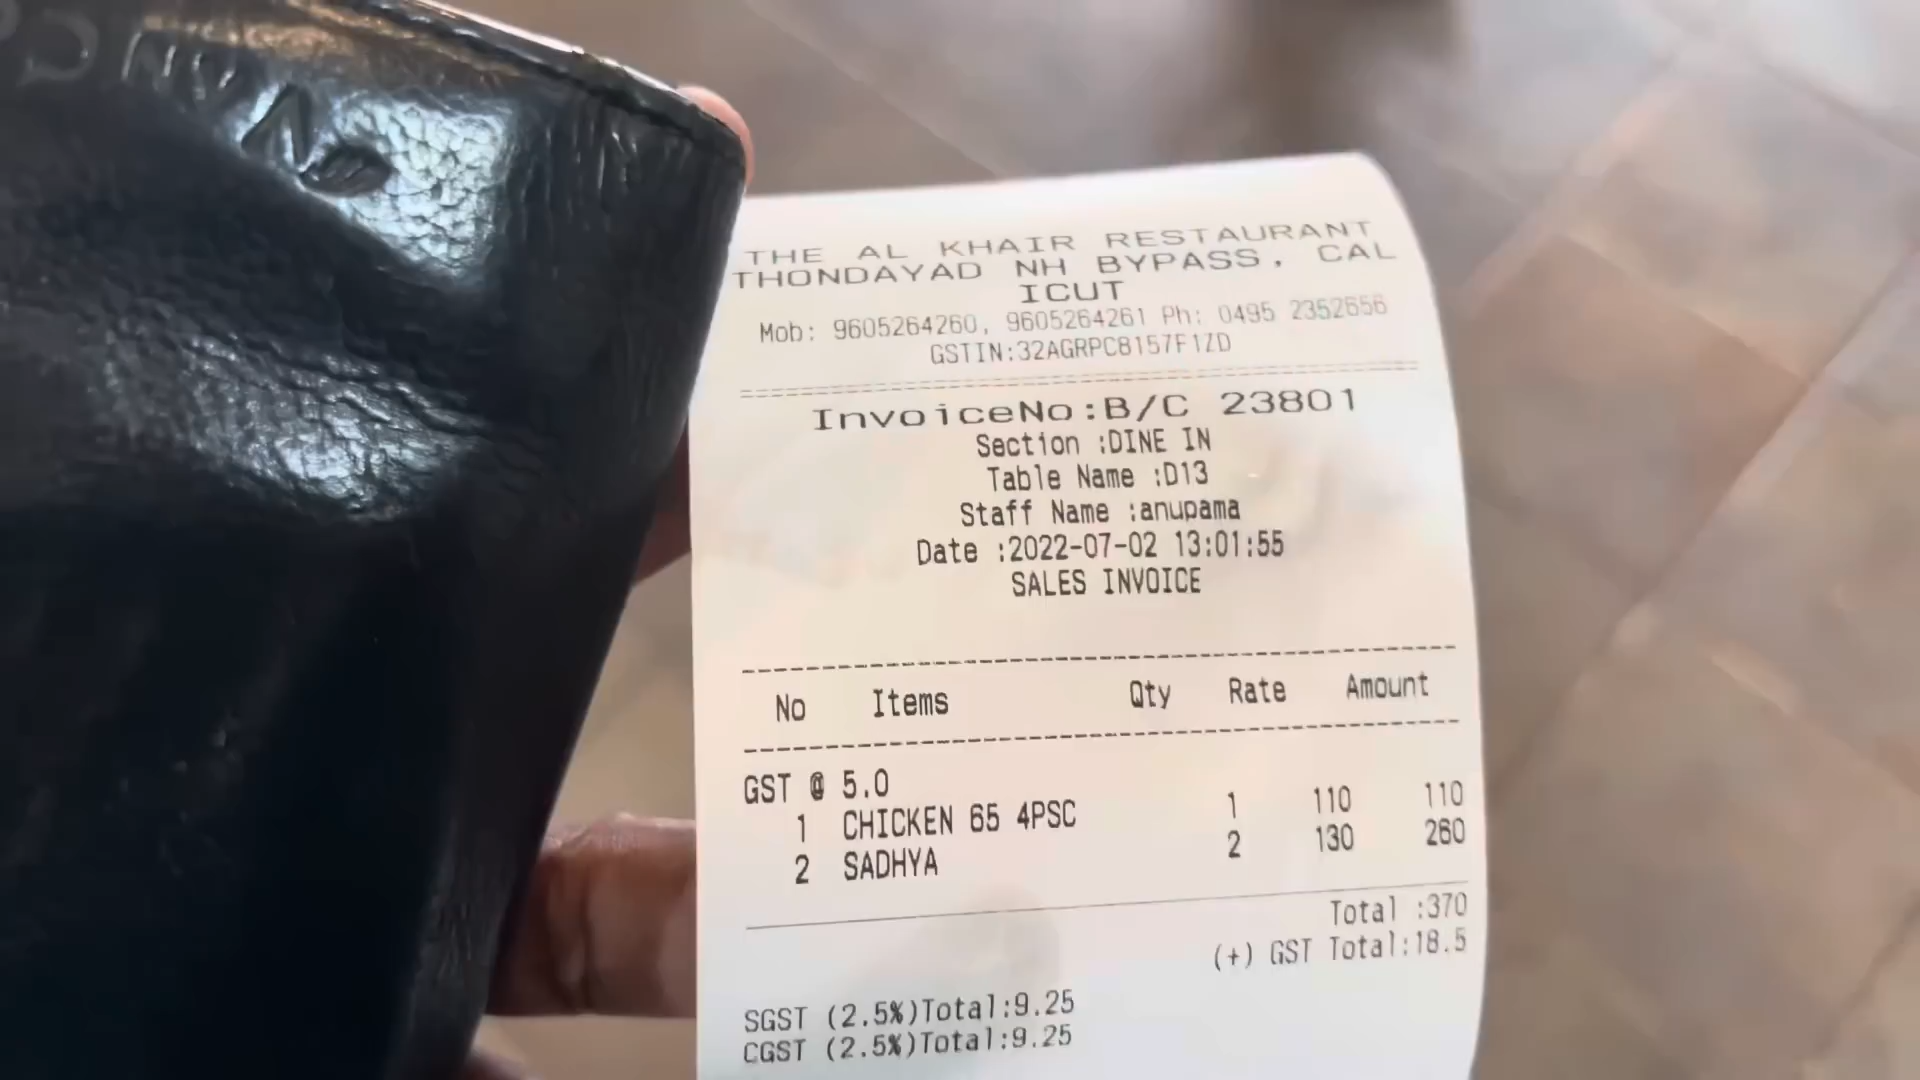 THE AL KHAIR RESTAURANT
THONDAYAD NH BYPASS, CAL
ICUT
Mob: 9605264260, 9605264261 Ph: 0495 2352656
GSTIN:32AGRPC8157F1ZD
InvoiceNo:B/C 23801
Section :DINE IN
Table Name :D13
Staff Name :anupama
Date :2022-07-02 13:01:55
SALES INVOICE
No Items Qty Rate Amount
GST @ 5.0
1 CHICKEN 65 4PSC 1 110 110
2 SADHYA 2 130 260
Total :370
(+) GST Total:18.5
SGST (2.5%)Total:9.25
CGST (2.5%)Total:9.25